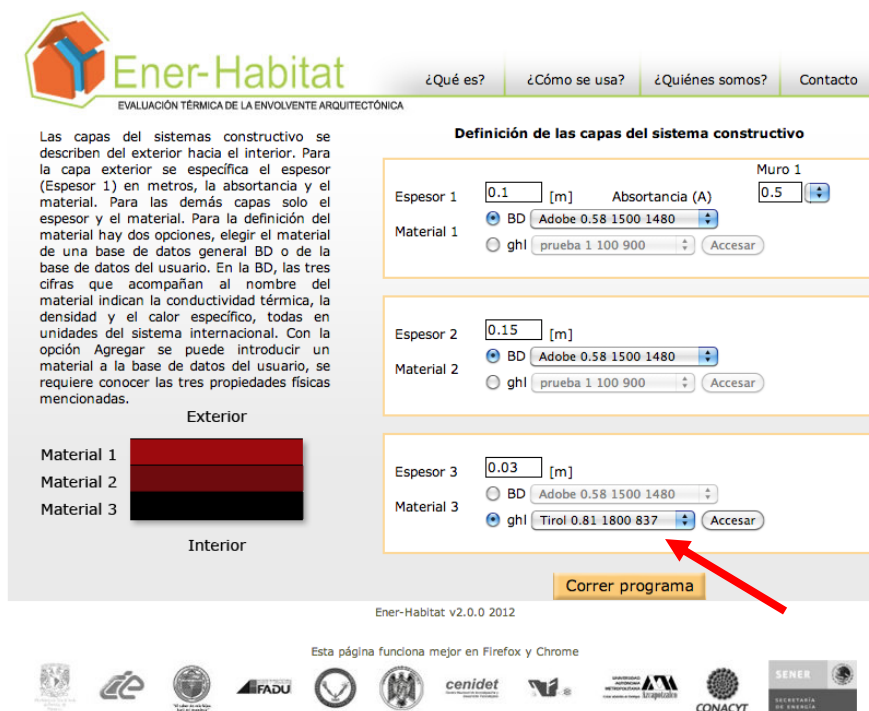 Ener-Habitat
EVALUACIÓN TÉRMICA DE LA ENVOLVENTE ARQUITECTÓNICA
¿Qué es?
¿Cómo se usa?
¿Quiénes somos?
Contacto
Las capas del sistemas constructivo se
describen del exterior hacia el interior. Para
la capa exterior se específica el espesor
(Espesor 1) en metros, la absortancia y el
material. Para las demás capas solo el
espesor y el material. Para la definición del
material hay dos opciones, elegir el material
de una base de datos general BD o de la
base de datos del usuario. En la BD, las tres
cifras que acompañan al nombre del
material indican la conductividad térmica, la
densidad y el calor específico, todas en
unidades del sistema internacional. Con la
opción Agregar se puede introducir un
material a la base de datos del usuario, se
requiere conocer las tres propiedades físicas
mencionadas.
Exterior
Material 1
Material 2
Material 3
Interior
Definición de las capas del sistema constructivo
Muro 1
Espesor 1 0.1 [m] Absortancia (A) 0.5
Material 1
BD Adobe 0.58 1500 1480
ghl prueba 1 100 900 Accesar
Espesor 2 0.15 [m]
Material 2
BD Adobe 0.58 1500 1480
ghl prueba 1 100 900 Accesar
Espesor 3 0.03 [m]
Material 3
BD Adobe 0.58 1500 1480
ghl Tirol 0.81 1800 837 Accesar
Correr programa
Ener-Habitat v2.0.0 2012
Esta página funciona mejor en Firefox y Chrome
FADU
cenidet
Azcapotzalco
CONACYT
SENER
SECRETARÍA
DE ENERGÍA